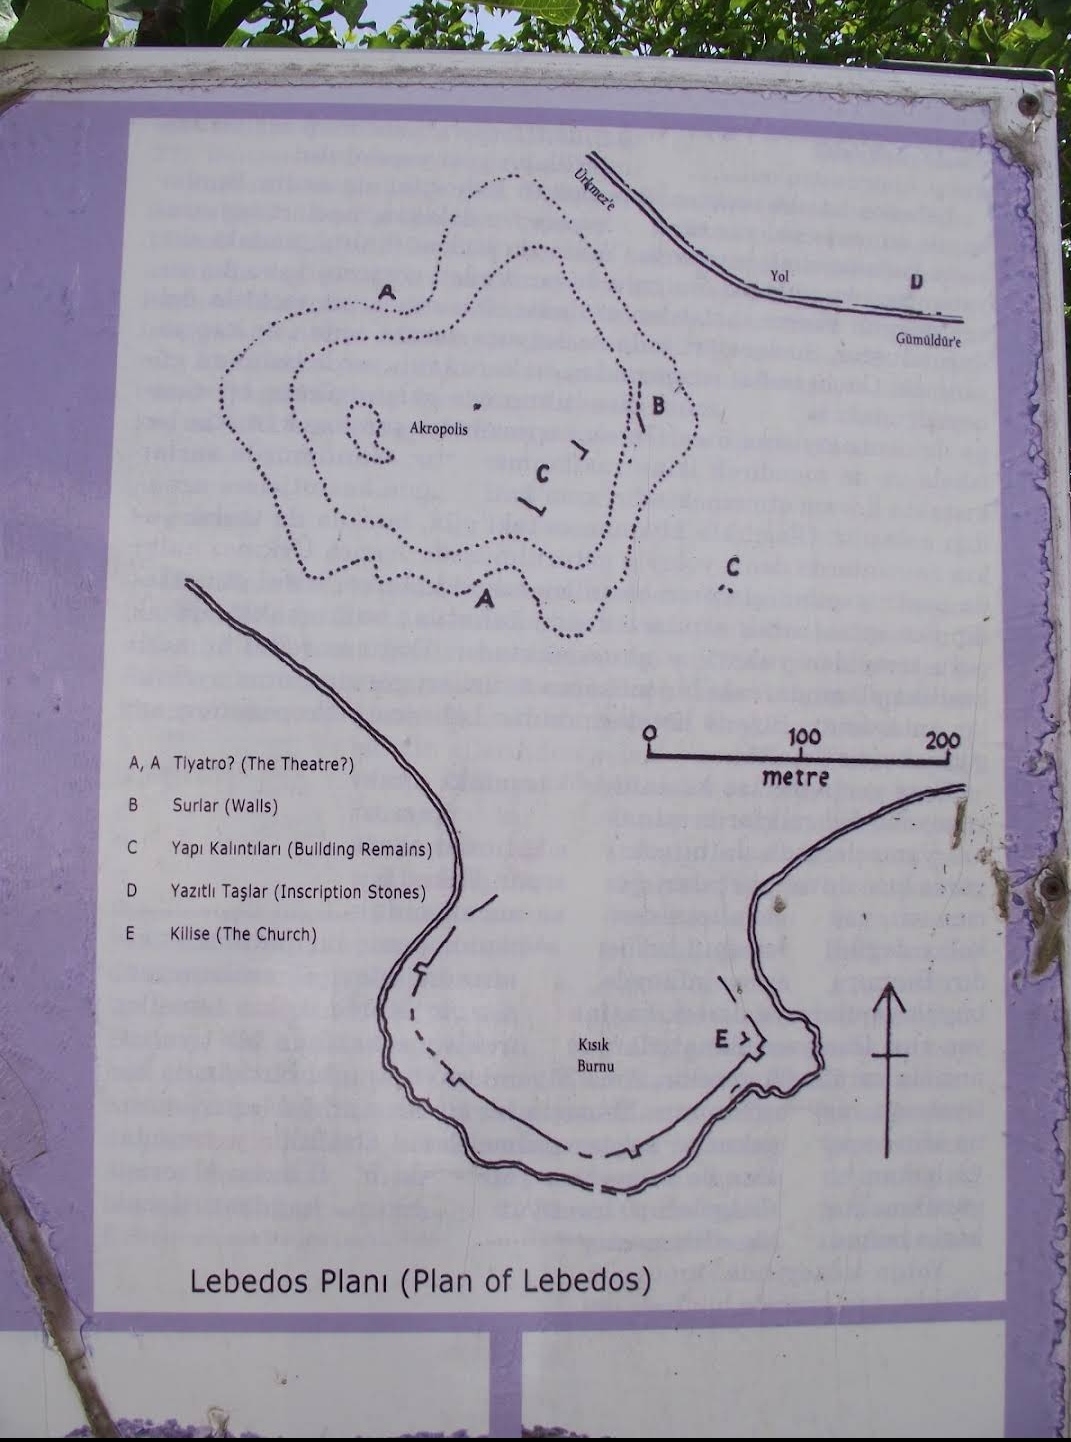 Ürkmez'e
Yol
D
Gümüldür'e
A
B
Akropolis
C
C
A
0 100 200
metre
A, A Tiyatro? (The Theatre?)
B Surlar (Walls)
C Yapı Kalıntıları (Building Remains)
D Yazıtlı Taşlar (Inscription Stones)
E Kilise (The Church)
E
Kısık
Burnu
Lebedos Planı (Plan of Lebedos)